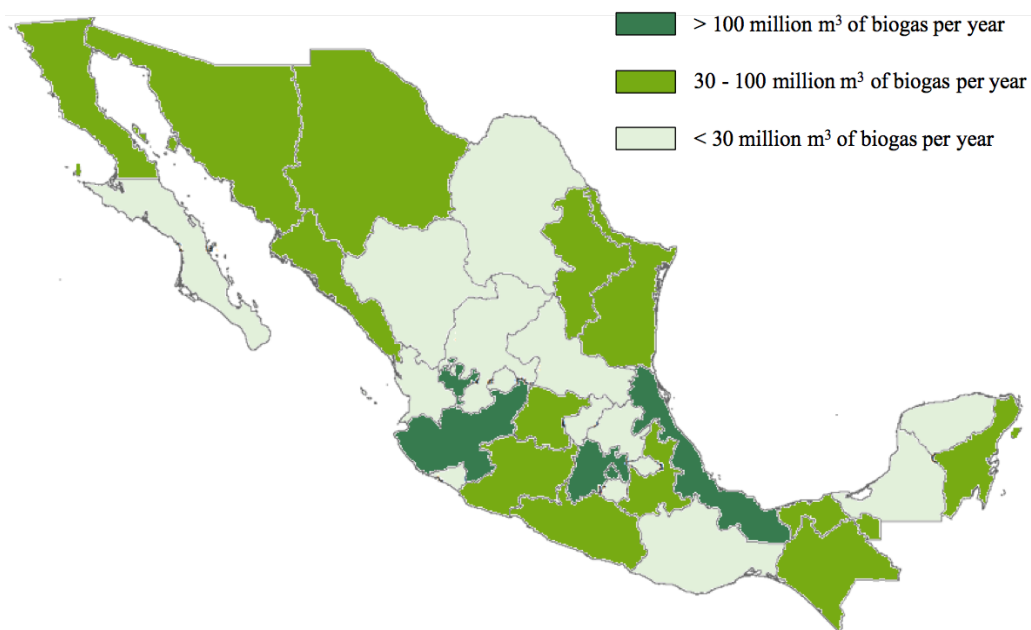 > 100 million m³ of biogas per year
30 - 100 million m³ of biogas per year
< 30 million m³ of biogas per year